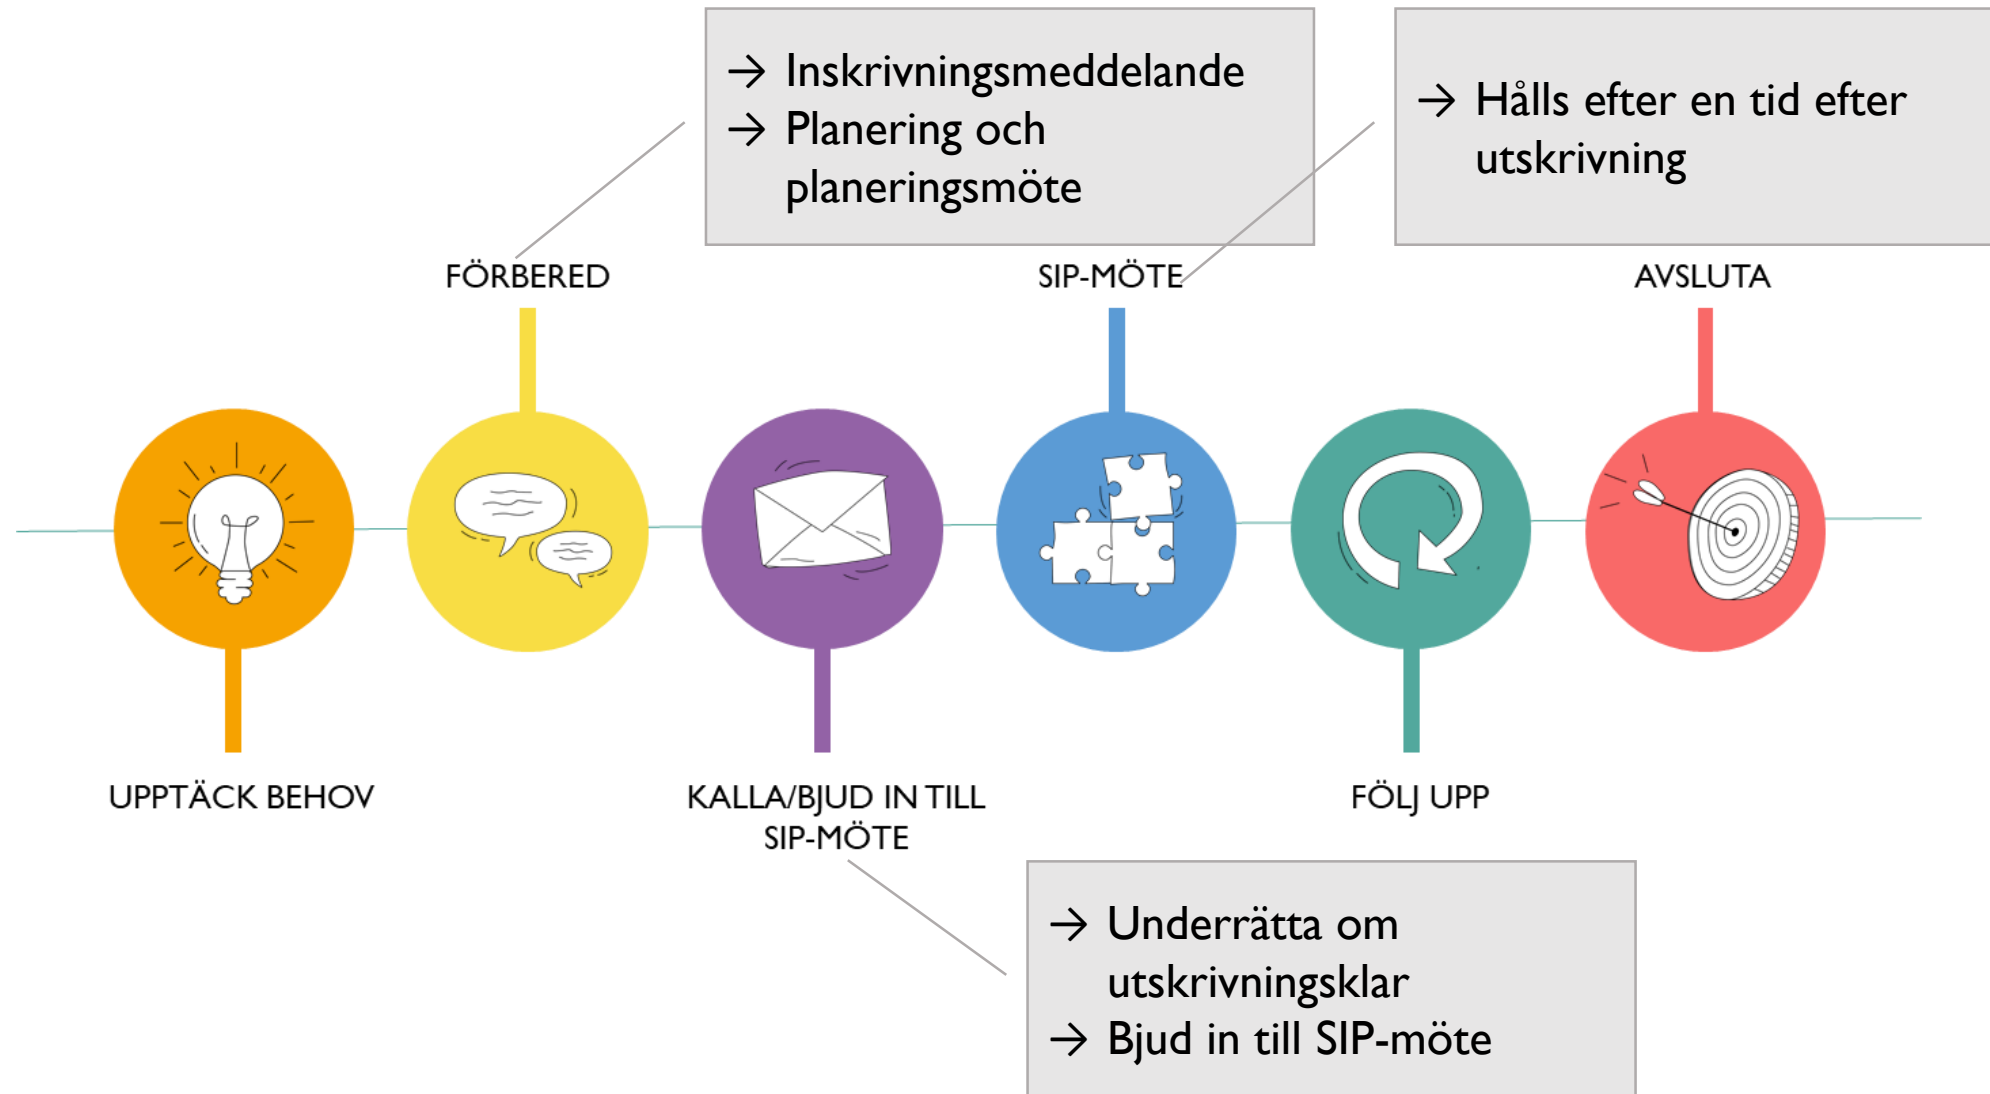 → Inskrivningsmeddelande
→ Planering och
planeringsmöte
→ Hålls efter en tid efter
utskrivning
FÖRBERED
SIP-MÖTE
AVSLUTA
UPPTÄCK BEHOV
KALLA/BJUD IN TILL
SIP-MÖTE
FÖLJ UPP
→ Underrätta om
utskrivningsklar
→ Bjud in till SIP-möte